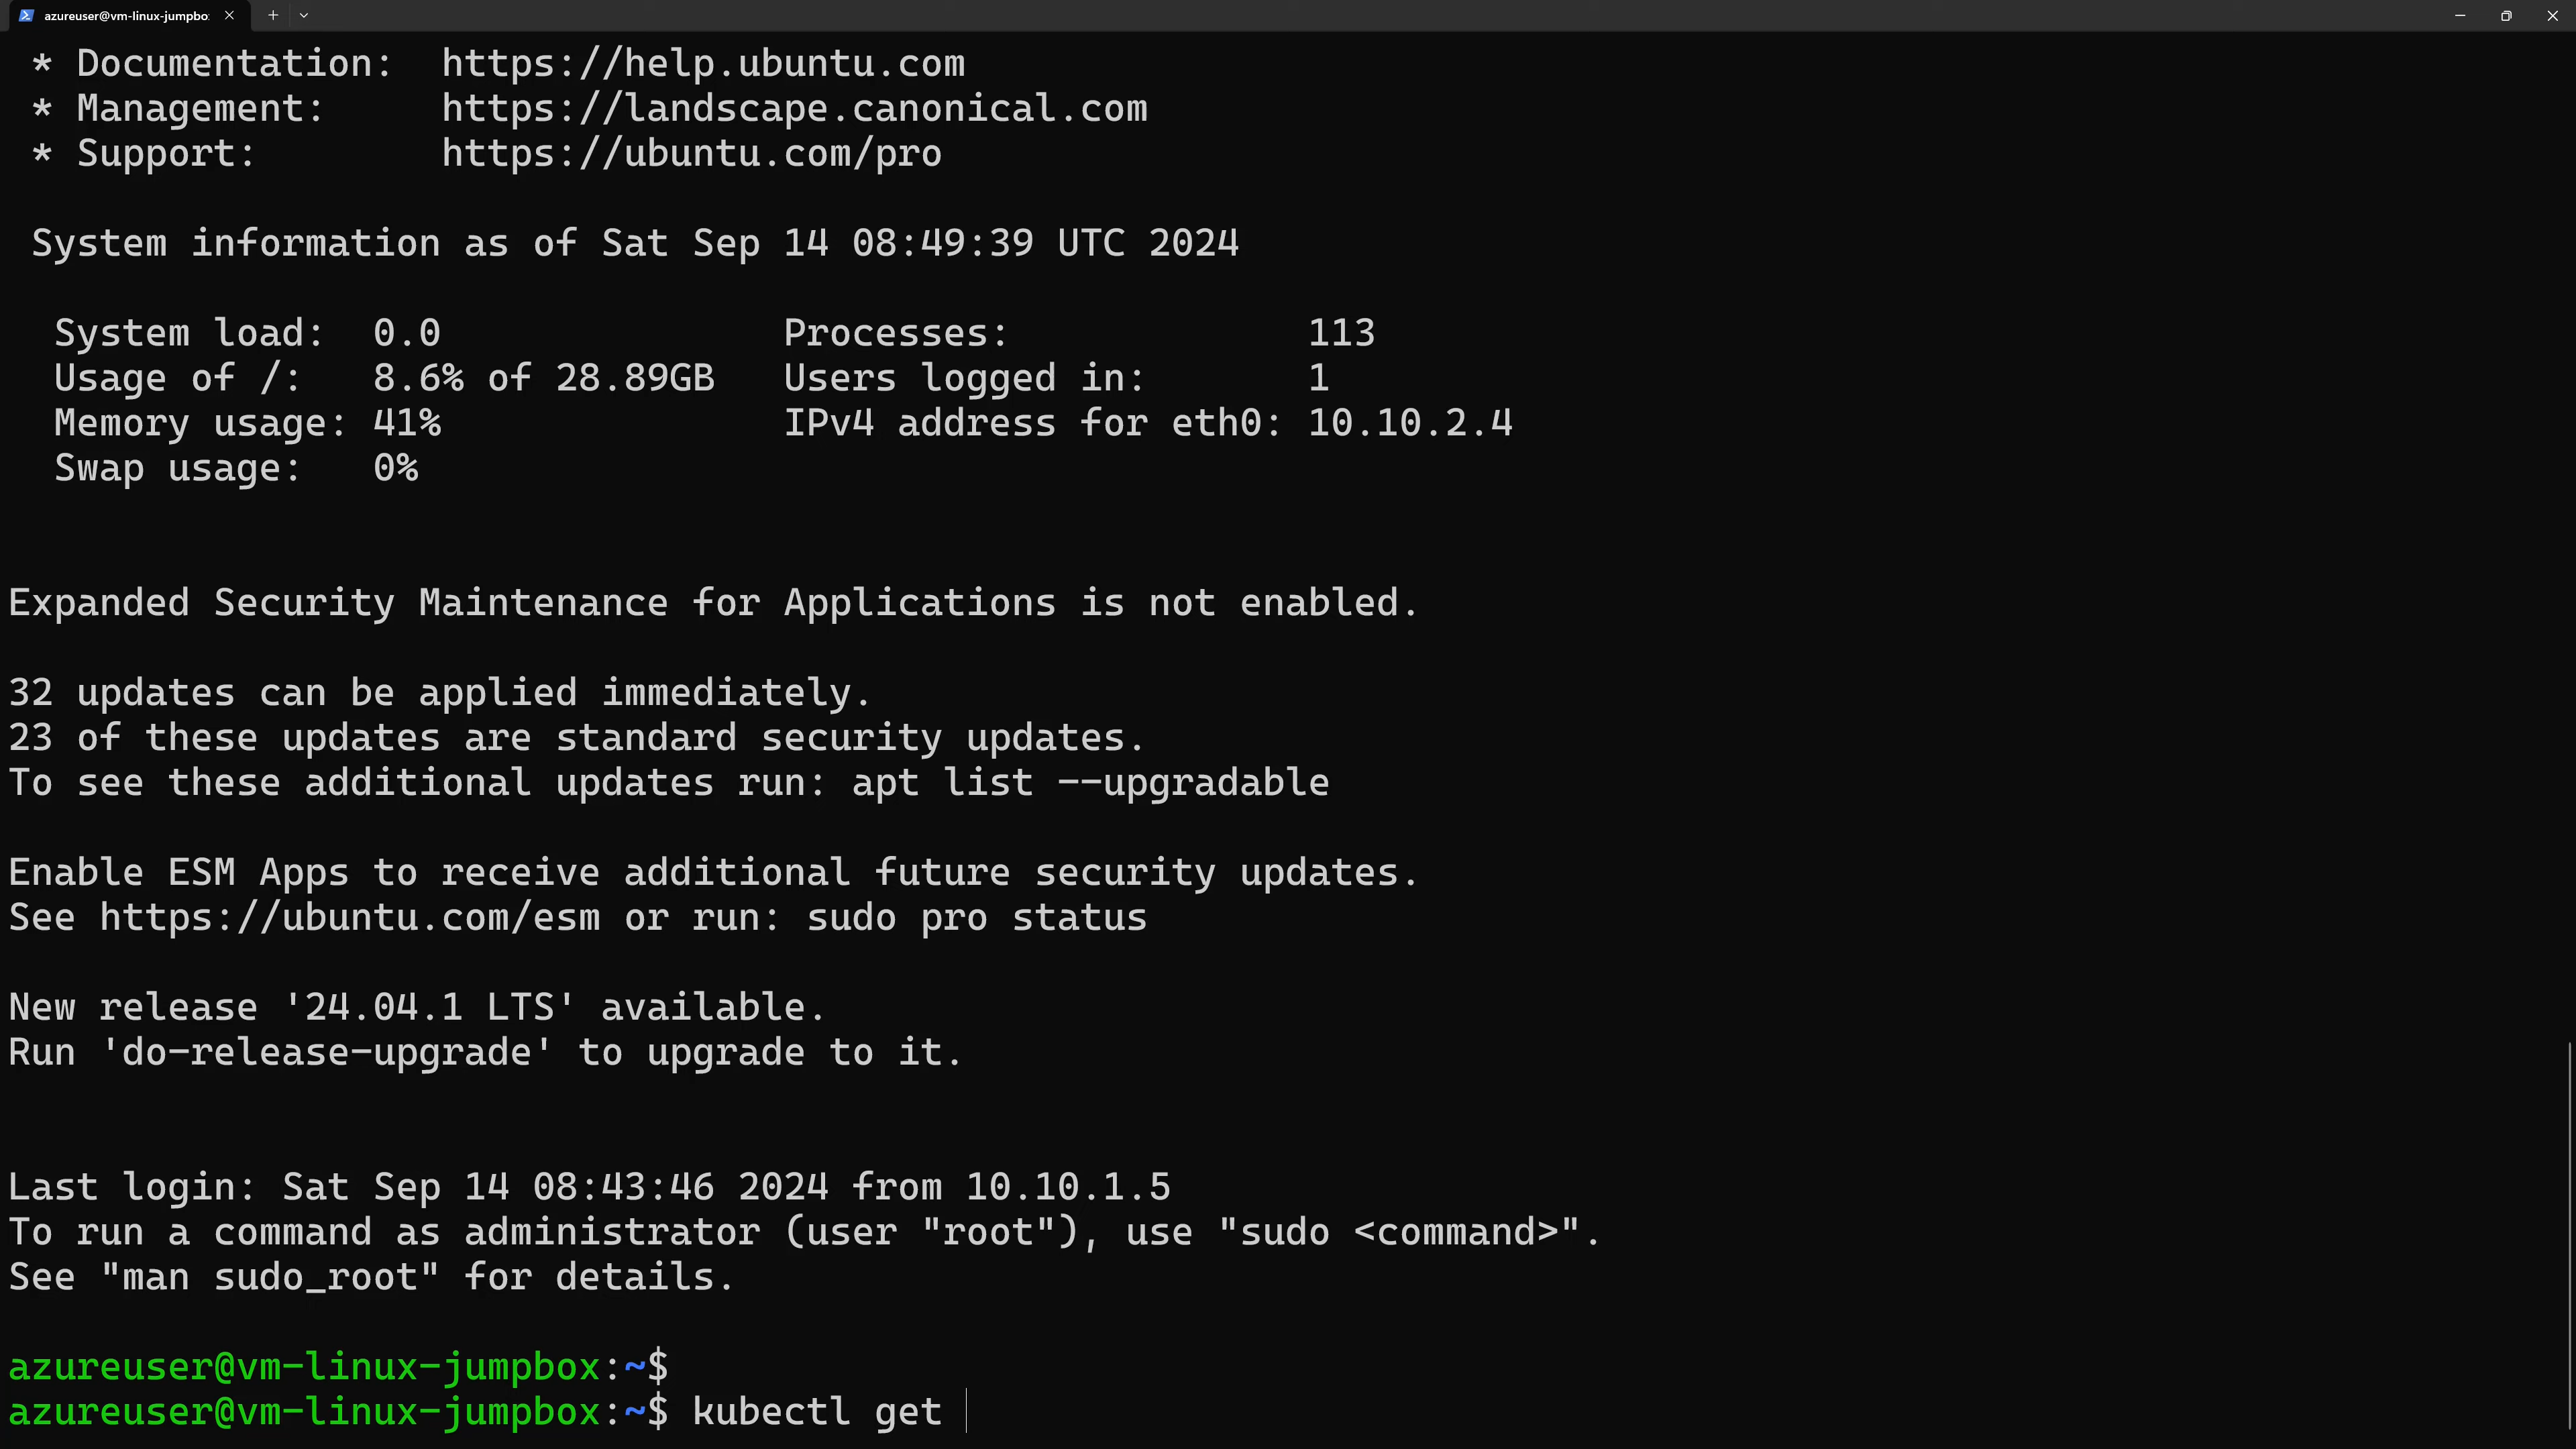 azureuser@vm-linux-jumpbo
* Documentation:  https://help.ubuntu.com
* Management:     https://landscape.canonical.com
* Support:        https://ubuntu.com/pro
System information as of Sat Sep 14 08:49:39 UTC 2024
System load:  0.0               Processes:             113
Usage of /:   8.6% of 28.89GB   Users logged in:       1
Memory usage: 41%               IPv4 address for eth0: 10.10.2.4
Swap usage:   0%
Expanded Security Maintenance for Applications is not enabled.
32 updates can be applied immediately.
23 of these updates are standard security updates.
To see these additional updates run: apt list --upgradable
Enable ESM Apps to receive additional future security updates.
See https://ubuntu.com/esm or run: sudo pro status
New release '24.04.1 LTS' available.
Run 'do-release-upgrade' to upgrade to it.
Last login: Sat Sep 14 08:43:46 2024 from 10.10.1.5
To run a command as administrator (user "root"), use "sudo <command>".
See "man sudo_root" for details.
azureuser@vm-linux-jumpbox:~$
azureuser@vm-linux-jumpbox:~$ kubectl get